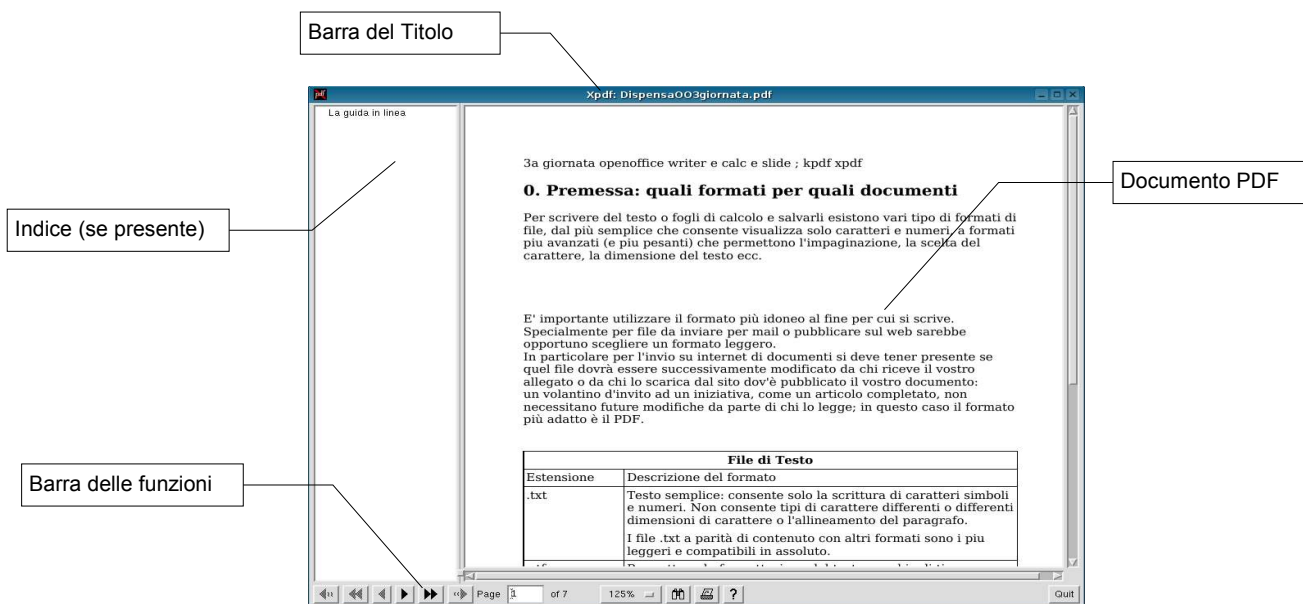 Barra del Titolo
Xpdf: DispensaOO3giornata.pdf
La guida in linea
3a giornata openoffice writer e calc e slide ; kpdf xpdf
0. Premessa: quali formati per quali documenti
Documento PDF
Per scrivere del testo o fogli di calcolo e salvarli esistono vari tipo di formati di
file, dal più semplice che consente visualizza solo caratteri e numeri, a formati
piu avanzati (e piu pesanti) che permettono l'impaginazione, la scelta del
carattere, la dimensione del testo ecc.
Indice (se presente)
E' importante utilizzare il formato più idoneo al fine per cui si scrive.
Specialmente per file da inviare per mail o pubblicare sul web sarebbe
opportuno scegliere un formato leggero.
In particolare per l'invio su internet di documenti si deve tener presente se
quel file dovrà essere successivamente modificato da chi riceve il vostro
allegato o da chi lo scarica dal sito dov'è pubblicato il vostro documento:
un volantino d'invito ad un iniziativa, come un articolo completato, non
necessitano future modifiche da parte di chi lo legge; in questo caso il formato
più adatto è il PDF.
File di Testo
Estensione Descrizione del formato
Barra delle funzioni
.txt Testo semplice: consente solo la scrittura di caratteri simboli
e numeri. Non consente tipi di carattere differenti o differenti
dimensioni di carattere o l'allineamento del paragrafo.
I file .txt a parità di contenuto con altri formati sono i piu
leggeri e compatibili in assoluto.
Page 1 of 7 125% ? Quit